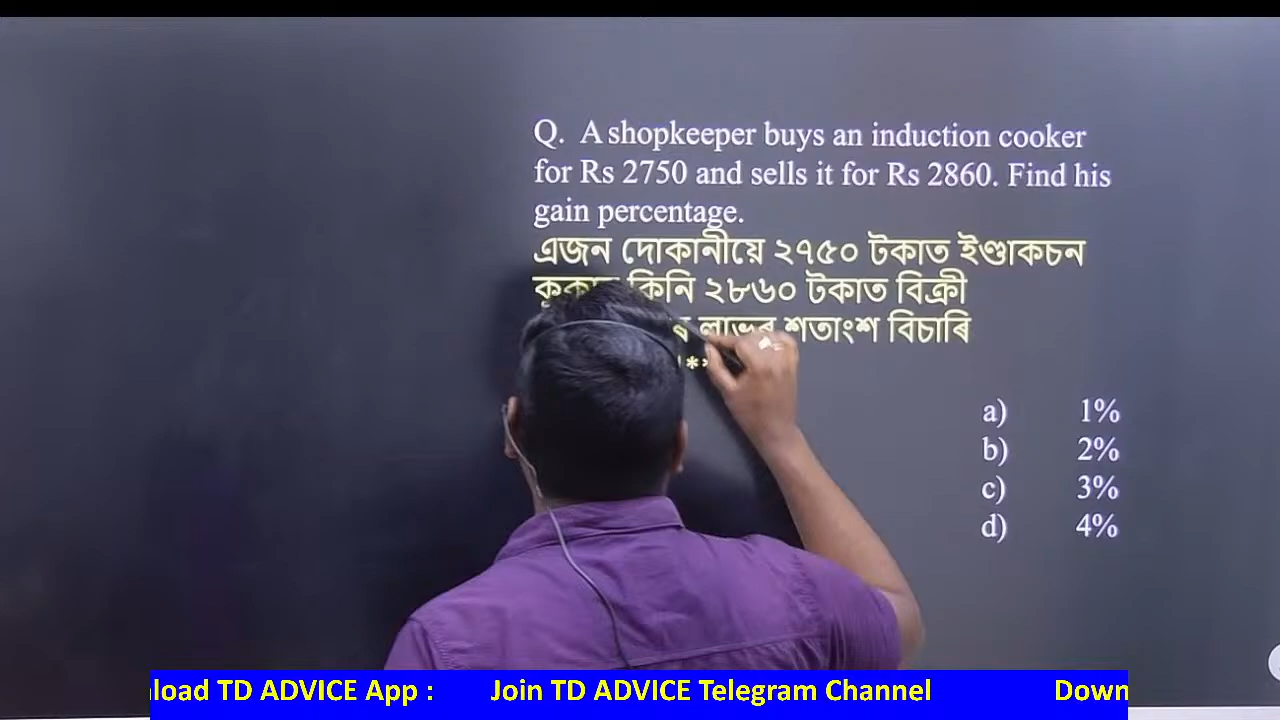 Q. A shopkeeper buys an induction cooker
for Rs 2750 and sells it for Rs 2860. Find his
gain percentage.
এজন দোকানীয়ে ২৭৫০ টকাত ইণ্ডাকচন
কিনি ২৮৬০ টকাত বিক্ৰী
লাভৰ শতাংশ বিচাৰি
a) 1%
b) 2%
c) 3%
d) 4%
TD ADVICE App : Join TD ADVICE Telegram Channel